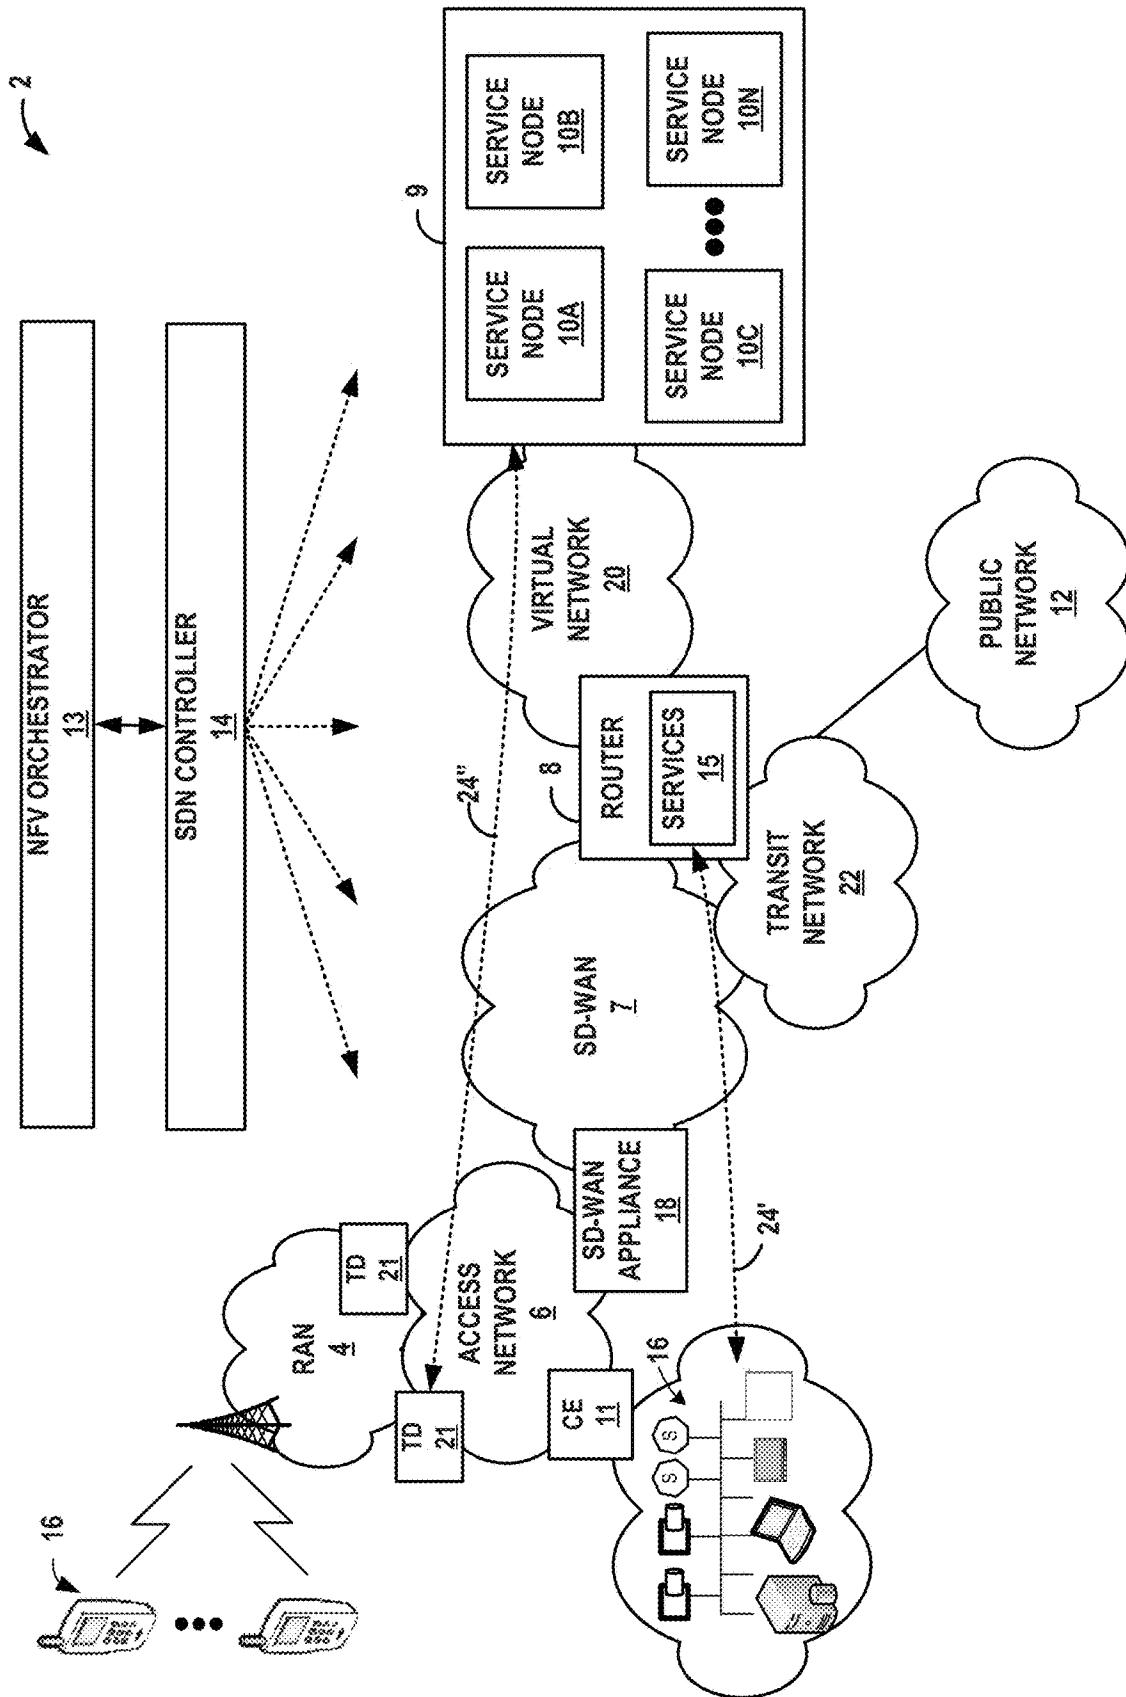 2
NFV ORCHESTRATOR
13
SDN CONTROLLER
14
16
RAN
4
TD
21
TD
21
ACCESS
NETWORK
6
CE
11
SD-WAN
APPLIANCE
18
16
S
S
24'
24"
SD-WAN
7
8
ROUTER
SERVICES
15
VIRTUAL
NETWORK
20
TRANSIT
NETWORK
22
PUBLIC
NETWORK
12
9
SERVICE
NODE
10A
SERVICE
NODE
10B
SERVICE
NODE
10C
SERVICE
NODE
10N